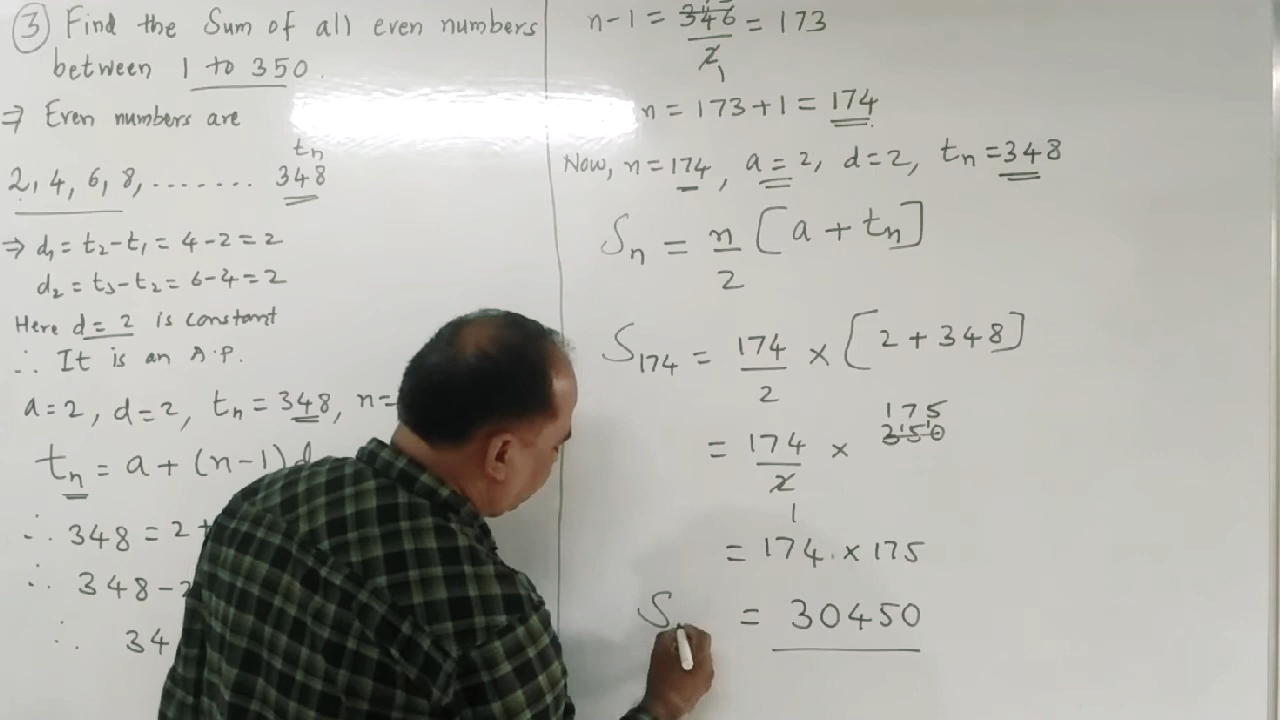 ③ Find the Sum of all even numbers
between 1 to 350.
⇒ Even numbers are
tn
2, 4, 6, 8, ....... 348
⇒ d₁ = t₂-t₁ = 4-2 = 2
d₂ = t₃-t₂ = 6-4 = 2
Here d = 2 is constant
∴ It is an A.P.
a=2, d=2, tn = 348, n=
tn = a+(n-1)d
∴ 348 = 2+
∴ 348-2
∴ 34
n-1 = 346/2 = 173
1
n = 173+1 = 174
Now, n=174, a=2, d=2, tn=348
Sn = n/2 [a+tn]
S174 = 174/2 × [2+348]
175
= 174/2 × 350
1
= 174 × 175
S = 30450